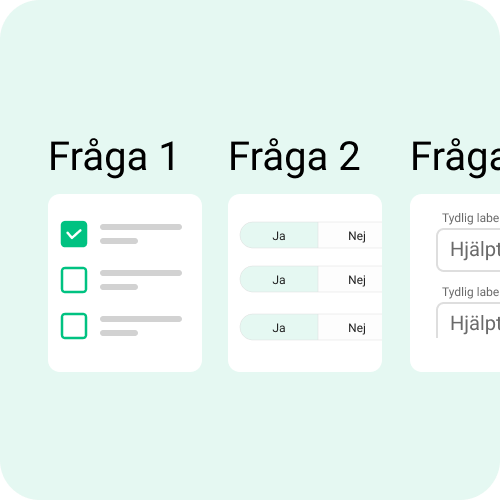 Fråga 1
Ja Nej
Ja Nej
Ja Nej
Fråga 2
Fråga
Tydlig labe
Hjälpt
Tydlig labe
Hjälpt